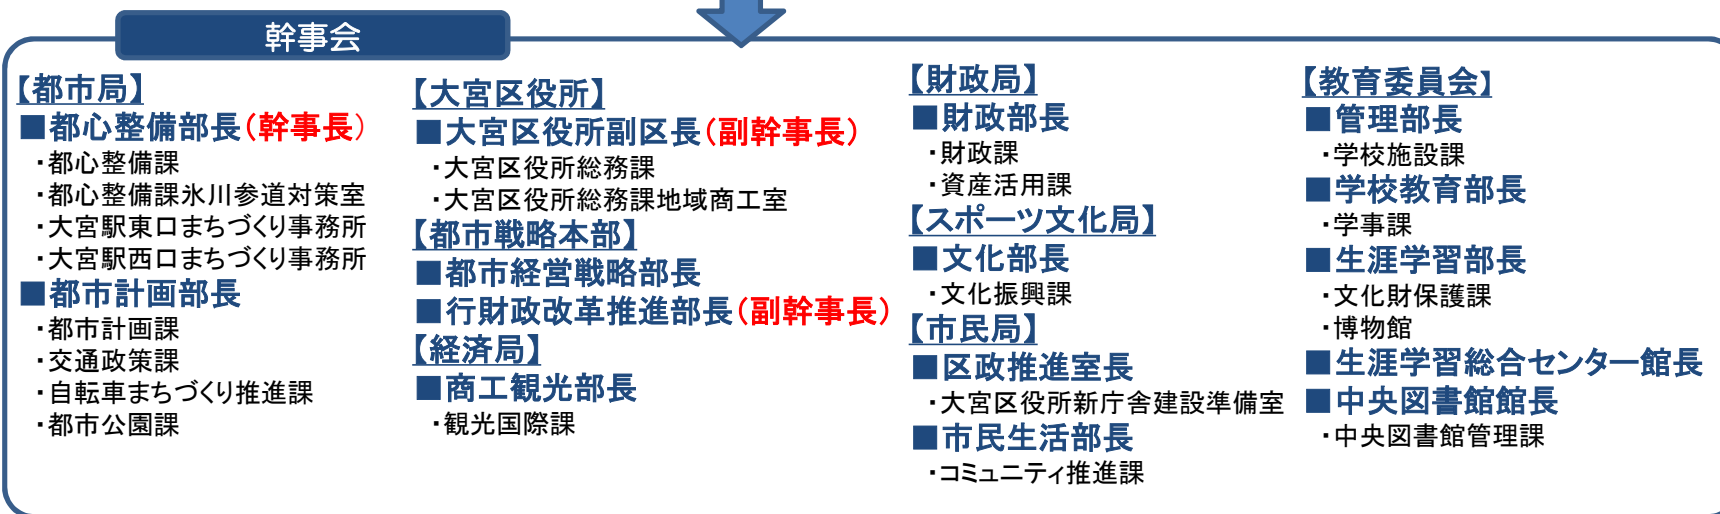 幹事会
【都市局】
■都心整備部長(幹事長)
・都心整備課
・都心整備課氷川参道対策室
・大宮駅東口まちづくり事務所
・大宮駅西口まちづくり事務所
■都市計画部長
・都市計画課
・交通政策課
・自転車まちづくり推進課
・都市公園課
【大宮区役所】
■大宮区役所副区長(副幹事長)
・大宮区役所総務課
・大宮区役所総務課地域商工室
【都市戦略本部】
■都市経営戦略部長
■行財政改革推進部長(副幹事長)
【経済局】
■商工観光部長
・観光国際課
【財政局】
■財政部長
・財政課
・資産活用課
【スポーツ文化局】
■文化部長
・文化振興課
【市民局】
■区政推進室長
・大宮区役所新庁舎建設準備室
■市民生活部長
・コミュニティ推進課
【教育委員会】
■管理部長
・学校施設課
■学校教育部長
・学事課
■生涯学習部長
・文化財保護課
・博物館
■生涯学習総合センター館長
■中央図書館館長
・中央図書館管理課